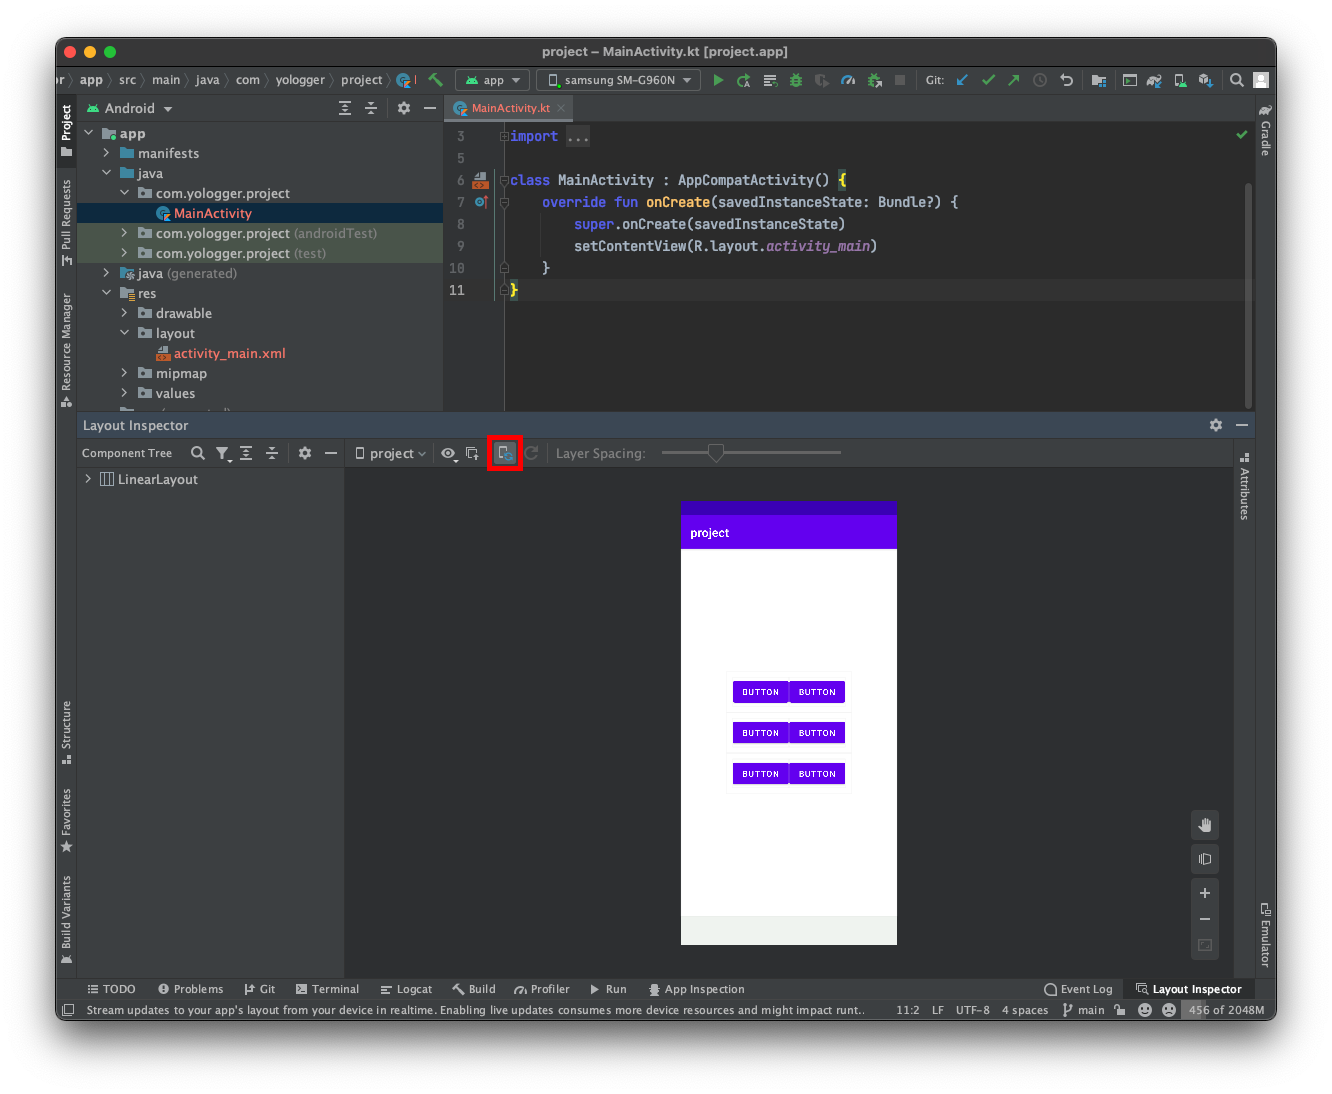 project – MainActivity.kt [project.app]
or app src main java com yologger project app samsung SM-G960N Git:
Android
MainActivity.kt
Project
Pull Requests
Resource Manager
Structure
Favorites
Build Variants
app
manifests
java
com.yologger.project
MainActivity
com.yologger.project (androidTest)
com.yologger.project (test)
java (generated)
res
drawable
layout
activity_main.xml
mipmap
values
3 import ...
5
6 class MainActivity : AppCompatActivity() {
7 override fun onCreate(savedInstanceState: Bundle?) {
8 super.onCreate(savedInstanceState)
9 setContentView(R.layout.activity_main)
10 }
11 }
Gradle
Layout Inspector
Component Tree
project
Layer Spacing:
LinearLayout
project
BUTTON BUTTON
BUTTON BUTTON
BUTTON BUTTON
Attributes
Emulator
TODO Problems Git Terminal Logcat Build Profiler Run App Inspection Event Log Layout Inspector
Stream updates to your app's layout from your device in realtime. Enabling live updates consumes more device resources and might impact runt.. 11:2 LF UTF-8 4 spaces main 456 of 2048M